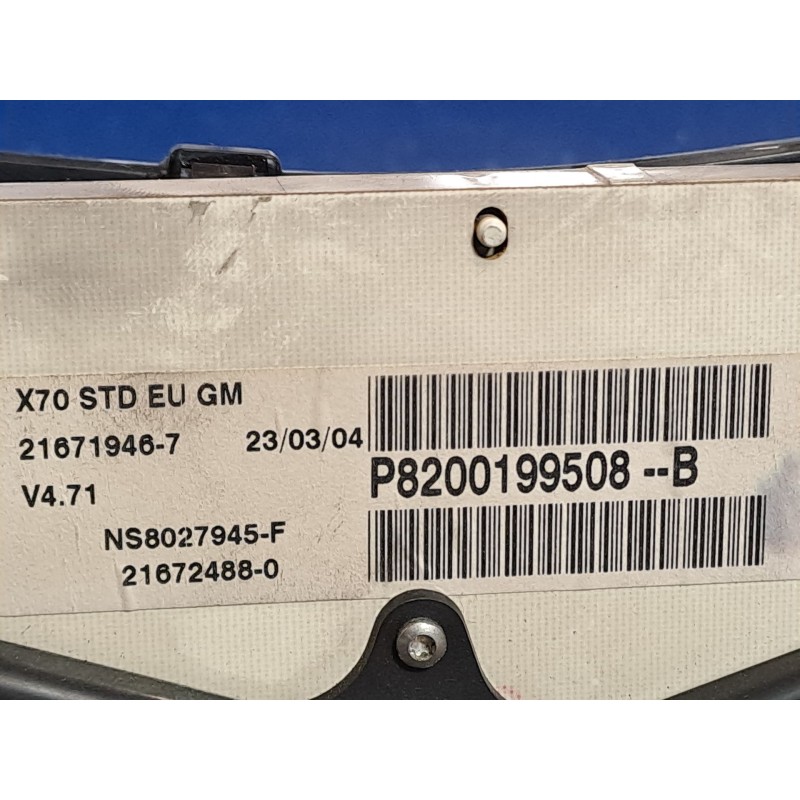 X70 STD EU GM
21671946-7 23/03/04
V4.71
P8200199508 --B
NS8027945-F
21672488-0